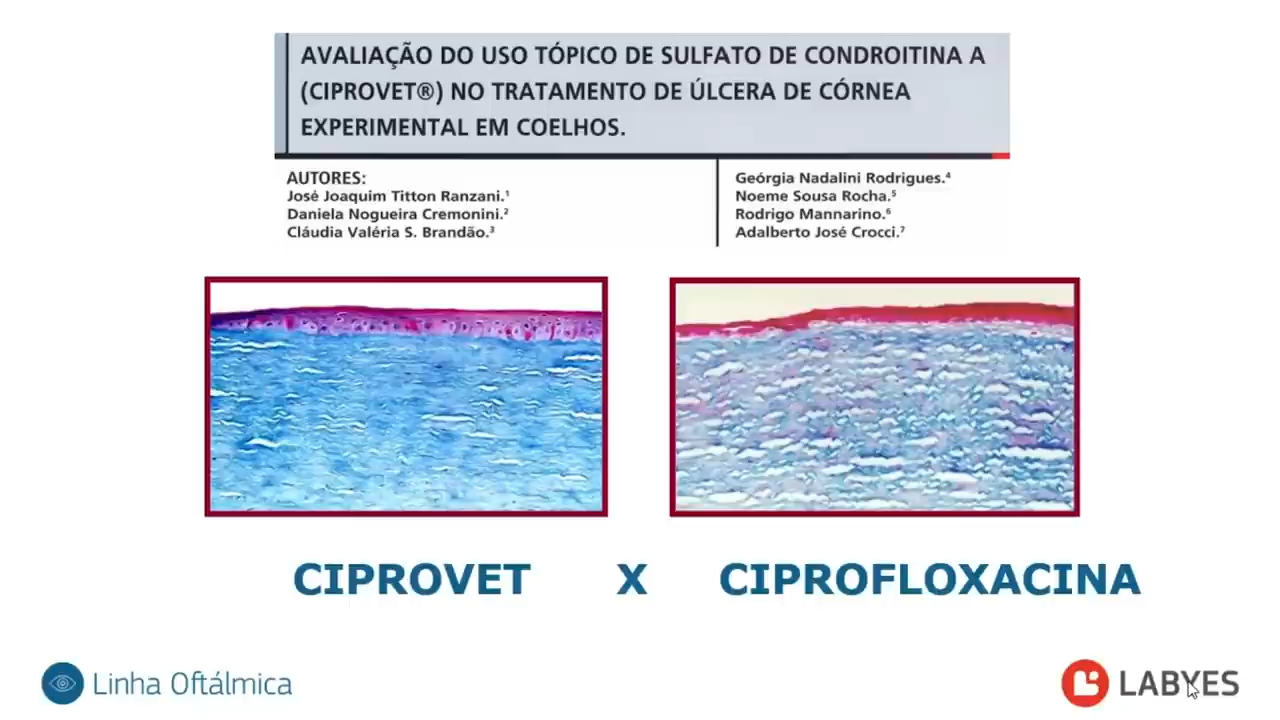 AVALIAÇÃO DO USO TÓPICO DE SULFATO DE CONDROITINA A
(CIPROVET®) NO TRATAMENTO DE ÚLCERA DE CÓRNEA
EXPERIMENTAL EM COELHOS.
AUTORES:
José Joaquim Titton Ranzani.¹
Daniela Nogueira Cremonini.²
Cláudia Valéria S. Brandão.³
Geórgia Nadalini Rodrigues.⁴
Noeme Sousa Rocha.⁵
Rodrigo Mannarino.⁶
Adalberto José Crocci.⁷
CIPROVET X CIPROFLOXACINA
Linha Oftálmica
LABYES